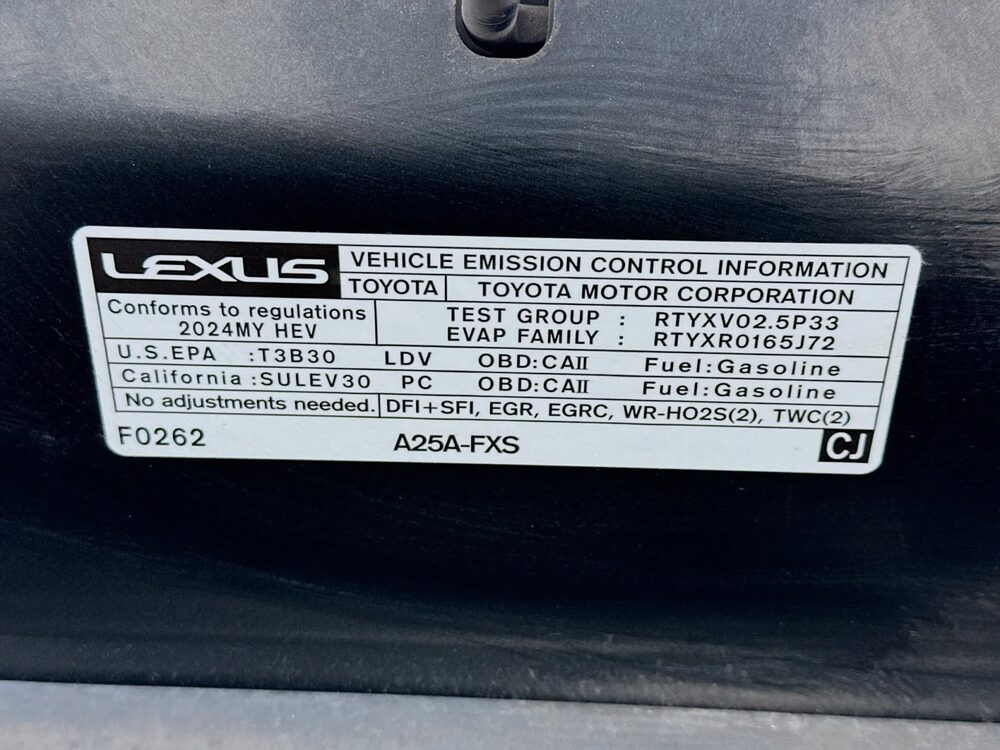 LEXUS VEHICLE EMISSION CONTROL INFORMATION
TOYOTA TOYOTA MOTOR CORPORATION
Conforms to regulations
2024MY HEV
TEST GROUP : RTYXV02.5P33
EVAP FAMILY : RTYXR0165J72
U.S.EPA :T3B30 LDV OBD:CAII Fuel:Gasoline
California :SULEV30 PC OBD:CAII Fuel:Gasoline
No adjustments needed. DFI+SFI, EGR, EGRC, WR-HO2S(2), TWC(2)
F0262 A25A-FXS CJ